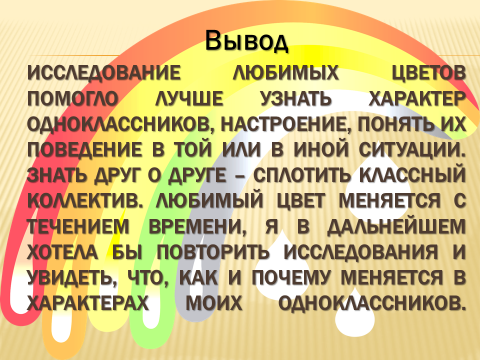 Вывод
ИССЛЕДОВАНИЕ ЛЮБИМЫХ ЦВЕТОВ
ПОМОГЛО ЛУЧШЕ УЗНАТЬ ХАРАКТЕР
ОДНОКЛАССНИКОВ, НАСТРОЕНИЕ, ПОНЯТЬ ИХ
ПОВЕДЕНИЕ В ТОЙ ИЛИ В ИНОЙ СИТУАЦИИ.
ЗНАТЬ ДРУГ О ДРУГЕ – СПЛОТИТЬ КЛАССНЫЙ
КОЛЛЕКТИВ. ЛЮБИМЫЙ ЦВЕТ МЕНЯЕТСЯ С
ТЕЧЕНИЕМ ВРЕМЕНИ, Я В ДАЛЬНЕЙШЕМ
ХОТЕЛА БЫ ПОВТОРИТЬ ИССЛЕДОВАНИЯ И
УВИДЕТЬ, ЧТО, КАК И ПОЧЕМУ МЕНЯЕТСЯ В
ХАРАКТЕРАХ МОИХ ОДНОКЛАССНИКОВ.